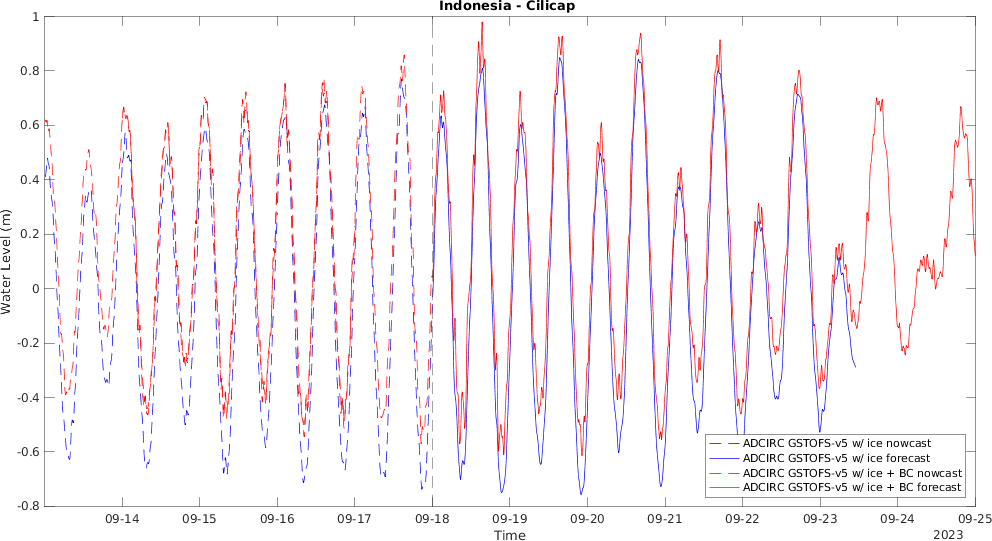 Indonesia - Cilicap
1
0.8
0.6
0.4
0.2
0
-0.2
-0.4
-0.6
-0.8
Water Level (m)
ADCIRC GSTOFS-v5 w/ ice nowcast
ADCIRC GSTOFS-v5 w/ ice forecast
ADCIRC GSTOFS-v5 w/ ice + BC nowcast
ADCIRC GSTOFS-v5 w/ ice + BC forecast
09-14 09-15 09-16 09-17 09-18 09-19 09-20 09-21 09-22 09-23 09-24 09-25
Time
2023